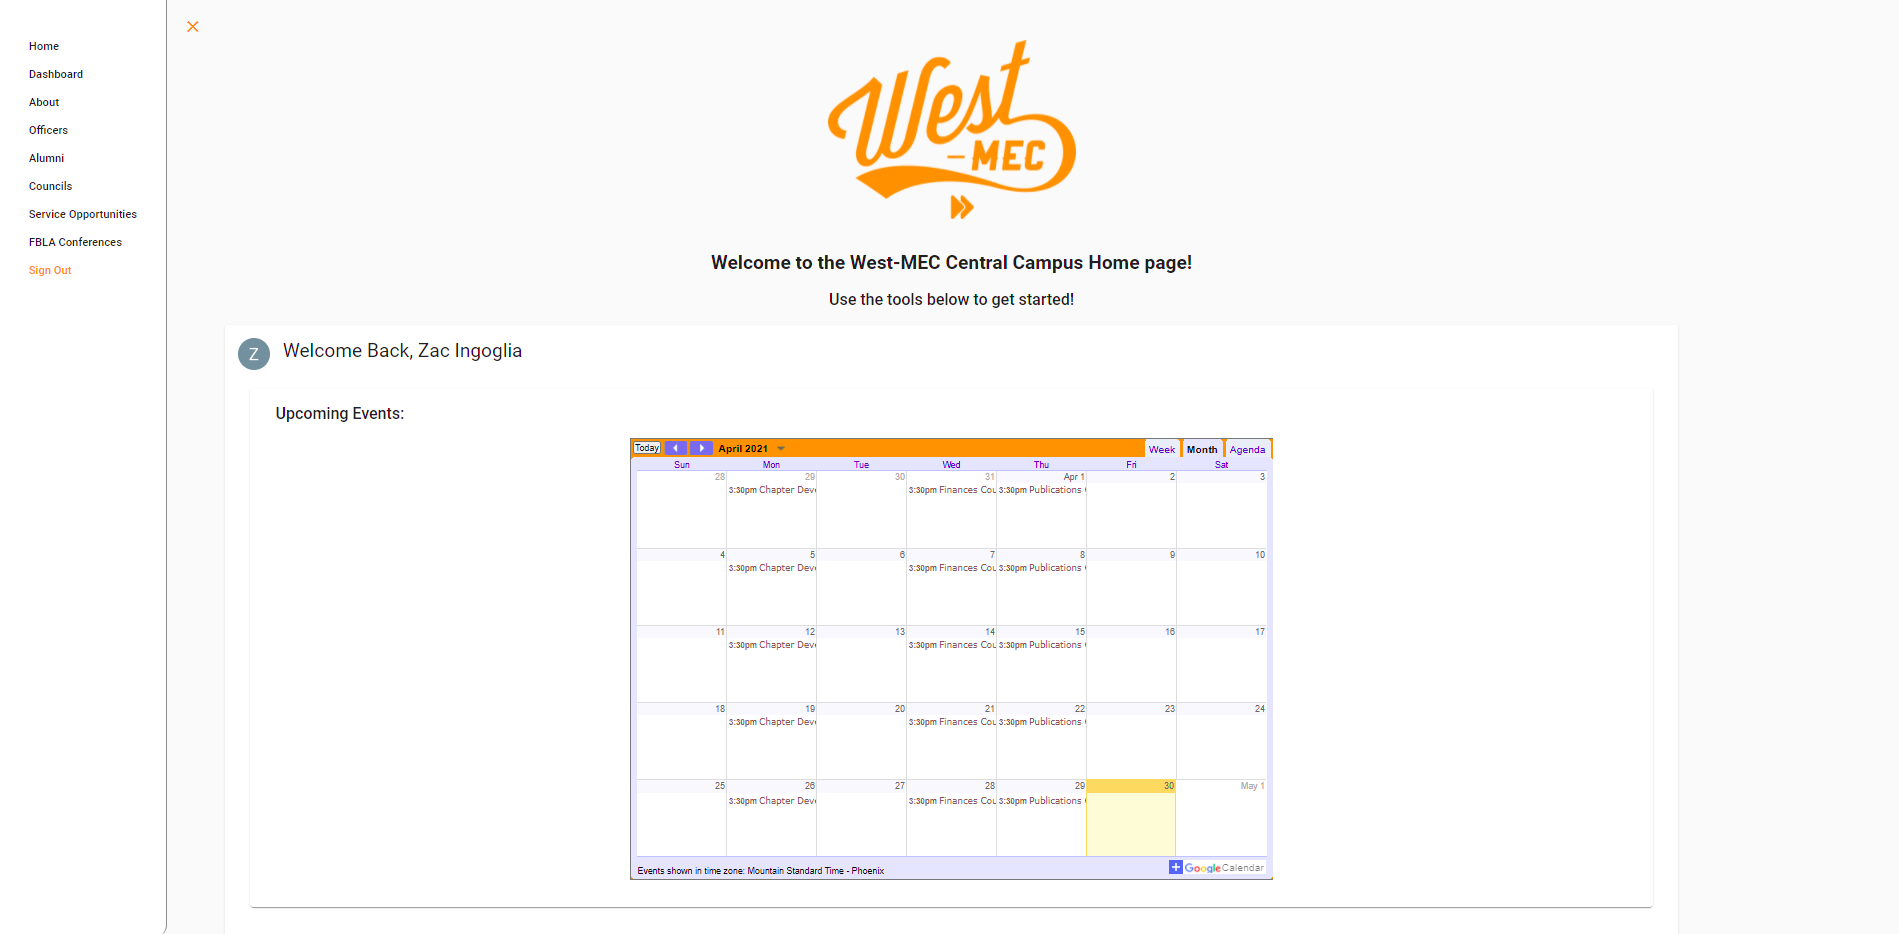 Home
Dashboard
About
Officers
Alumni
Councils
Service Opportunities
FBLA Conferences
Sign Out
West
-MEC
Welcome to the West-MEC Central Campus Home page!
Use the tools below to get started!
Z Welcome Back, Zac Ingoglia
Upcoming Events:
Today April 2021 Week Month Agenda
Sun Mon Tue Wed Thu Fri Sat
28 29 30 31 Apr 1 2 3
3:30pm Chapter Deve 3:30pm Finances Cou 3:30pm Publications
4 5 6 7 8 9 10
3:30pm Chapter Deve 3:30pm Finances Cou 3:30pm Publications
11 12 13 14 15 16 17
3:30pm Chapter Deve 3:30pm Finances Cou 3:30pm Publications
18 19 20 21 22 23 24
3:30pm Chapter Deve 3:30pm Finances Cou 3:30pm Publications
25 26 27 28 29 30 May 1
3:30pm Chapter Deve 3:30pm Finances Cou 3:30pm Publications
Events shown in time zone: Mountain Standard Time - Phoenix
Google Calendar